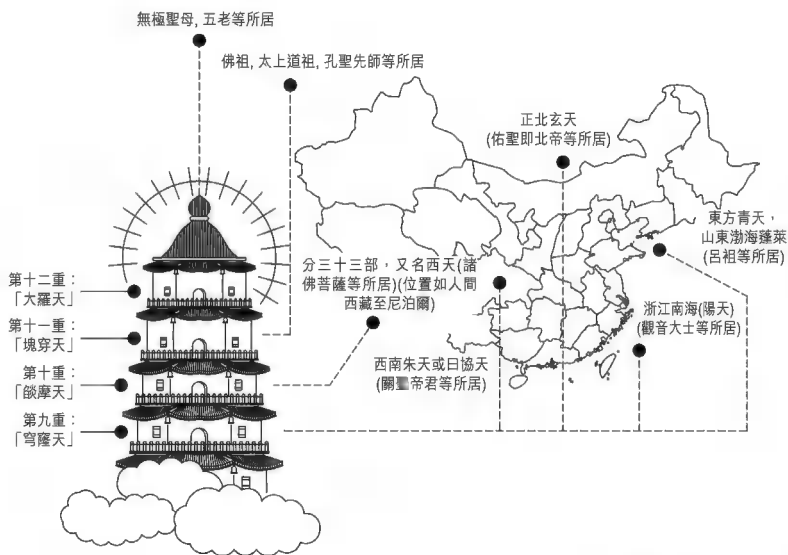 無極聖母, 五老等所居
佛祖, 太上道祖, 孔聖先師等所居
正北玄天
(佑聖即北帝等所居)
東方青天，
山東渤海蓬萊
(呂祖等所居)
分三十三部，又名西天(諸
佛菩薩等所居)(位置如人間
西藏至尼泊爾)
浙江南海(陽天)
(觀音大士等所居)
西南朱天或曰協天
(關聖帝君等所居)
第十二重：
「大羅天」
第十一重：
「塊穿天」
第十重：
「燄摩天」
第九重：
「穹窿天」